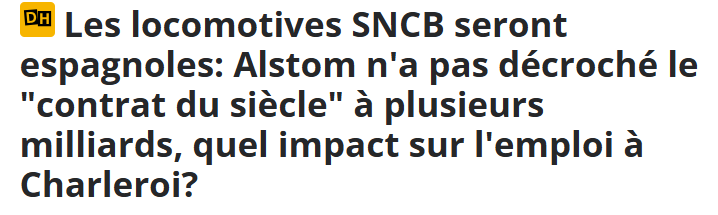 DH Les locomotives SNCB seront
espagnoles: Alstom n'a pas décroché le
"contrat du siècle" à plusieurs
milliards, quel impact sur l'emploi à
Charleroi?